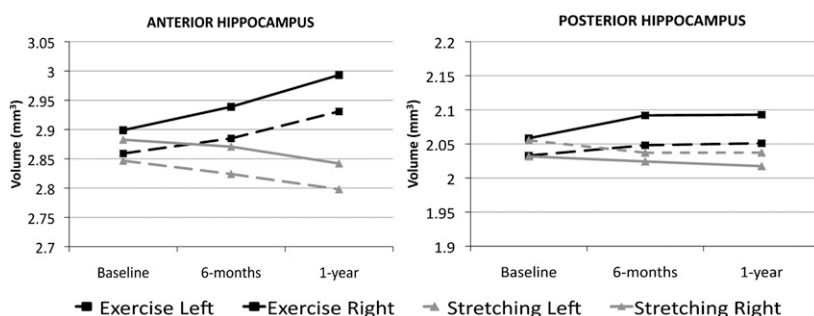 ANTERIOR HIPPOCAMPUS
3.05
3
2.95
2.9
2.85
2.8
2.75
2.7
Volume (mm³)
Baseline 6-months 1-year
POSTERIOR HIPPOCAMPUS
2.2
2.15
2.1
2.05
2
1.95
1.9
Volume (mm³)
Baseline 6-months 1-year
Exercise Left Exercise Right Stretching Left Stretching Right